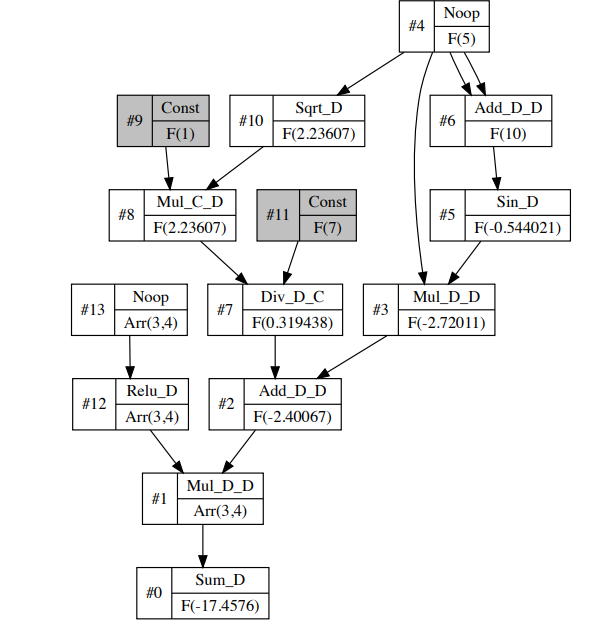 #4 Noop
F(5)
#9 Const
F(1)
#10 Sqrt_D
F(2.23607)
#6 Add_D_D
F(10)
#8 Mul_C_D
F(2.23607)
#11 Const
F(7)
#5 Sin_D
F(-0.544021)
#13 Noop
Arr(3,4)
#7 Div_D_C
F(0.319438)
#3 Mul_D_D
F(-2.72011)
#12 Relu_D
Arr(3,4)
#2 Add_D_D
F(-2.40067)
#1 Mul_D_D
Arr(3,4)
#0 Sum_D
F(-17.4576)